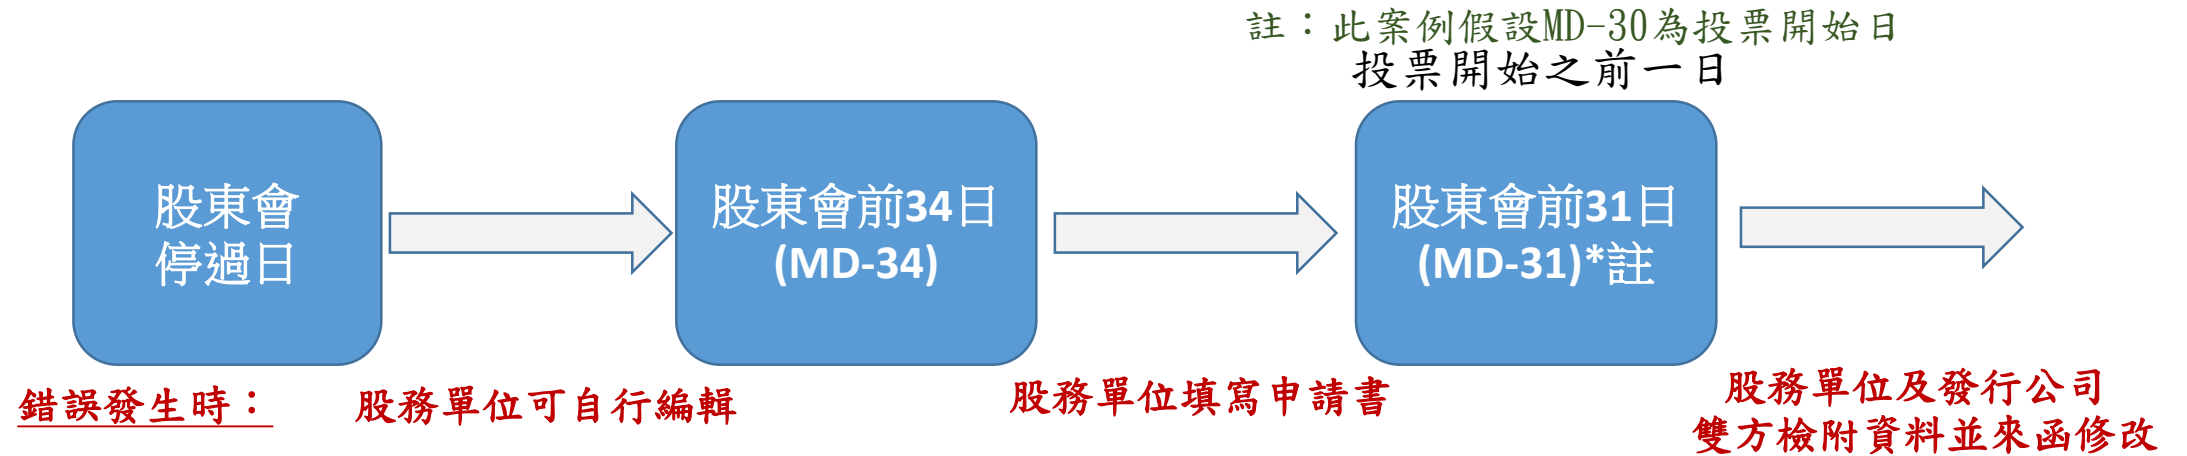 註：此案例假設MD-30為投票開始日
投票開始之前一日
股東會
停過日
股東會前34日
(MD-34)
股東會前31日
(MD-31)*註
錯誤發生時：
股務單位可自行編輯
股務單位填寫申請書
股務單位及發行公司
雙方檢附資料並來函修改